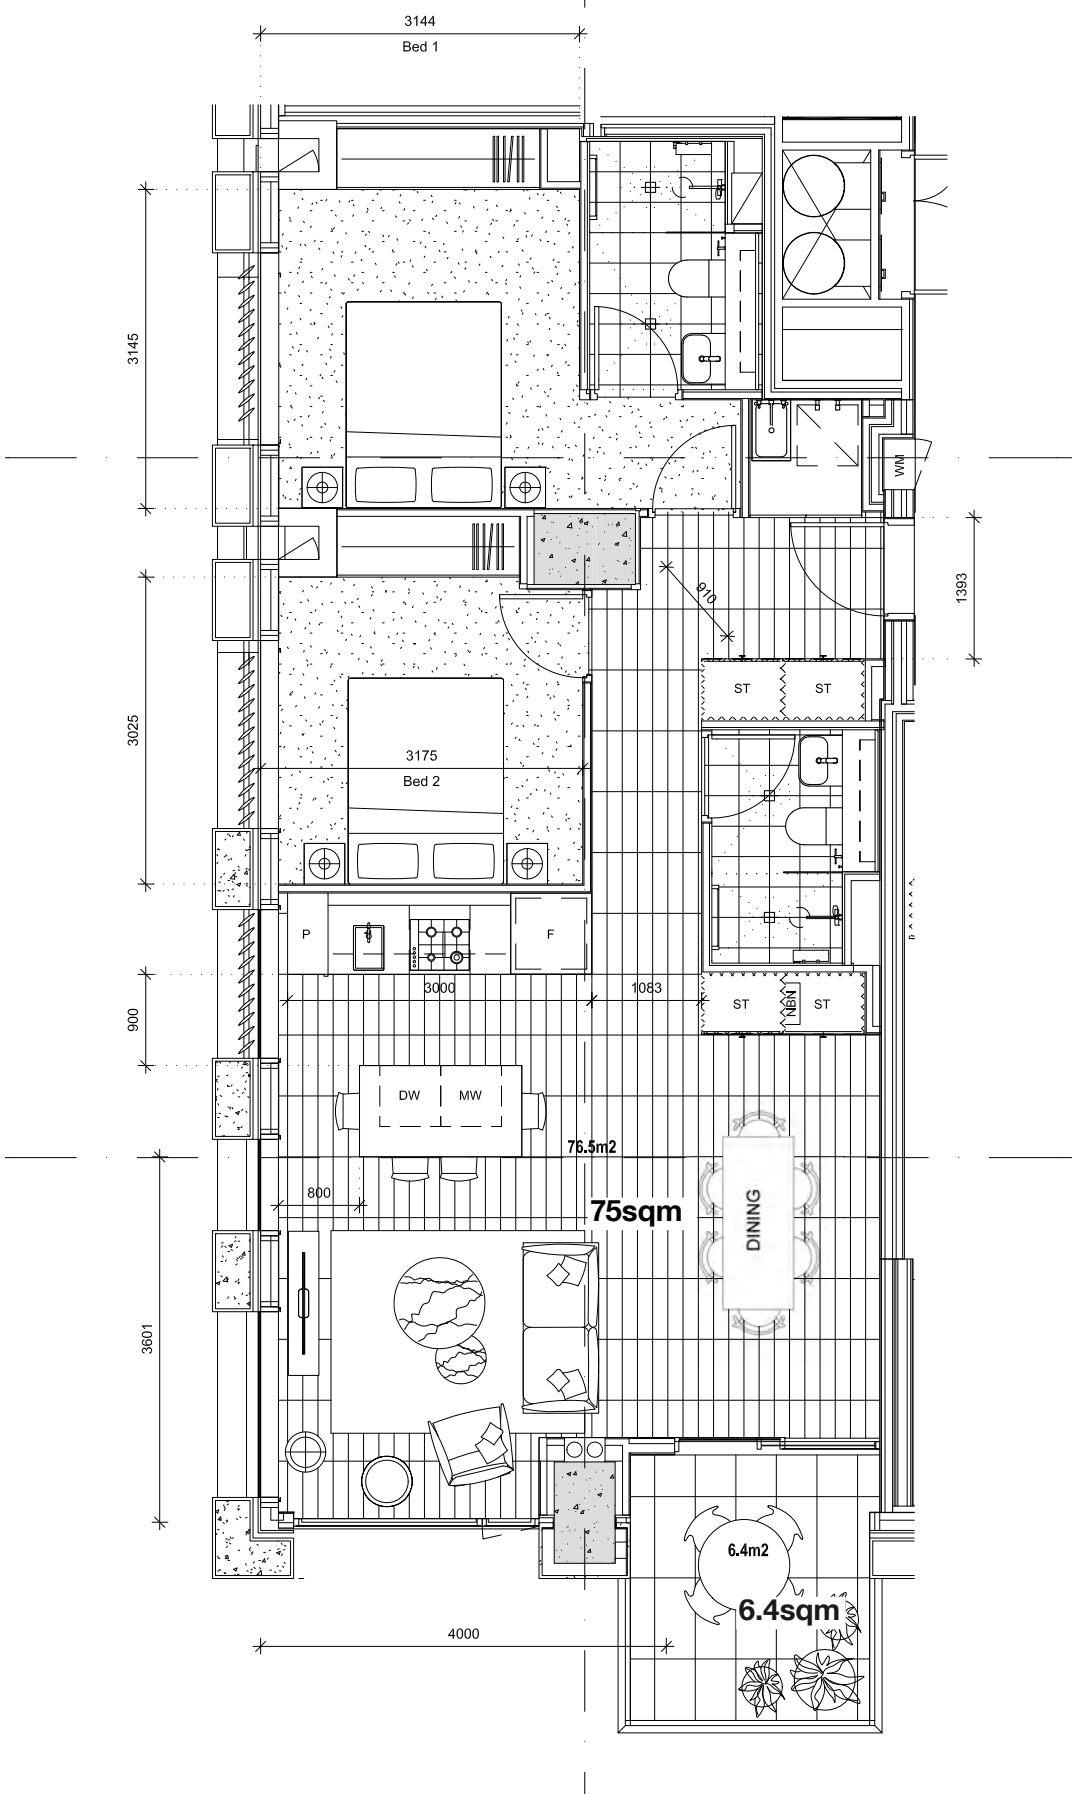 3144
Bed 1
3145
WM
1393
910
ST
ST
3025
3175
Bed 2
P
F
3000
1083
ST
NBN
ST
900
DW
MW
76.5m2
800
75sqm
DINING
3601
6.4m2
6.4sqm
4000